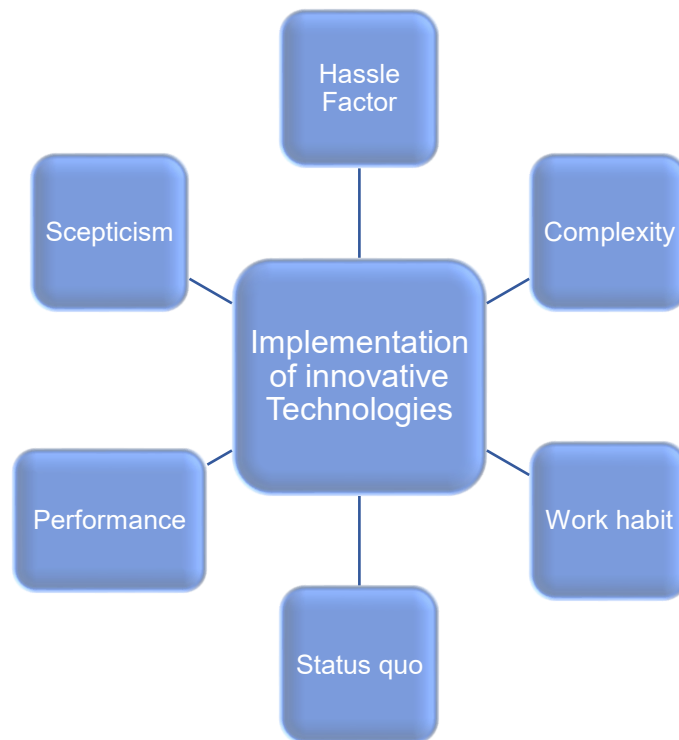 Hassle
Factor
Scepticism
Complexity
Implementation
of innovative
Technologies
Performance
Work habit
Status quo